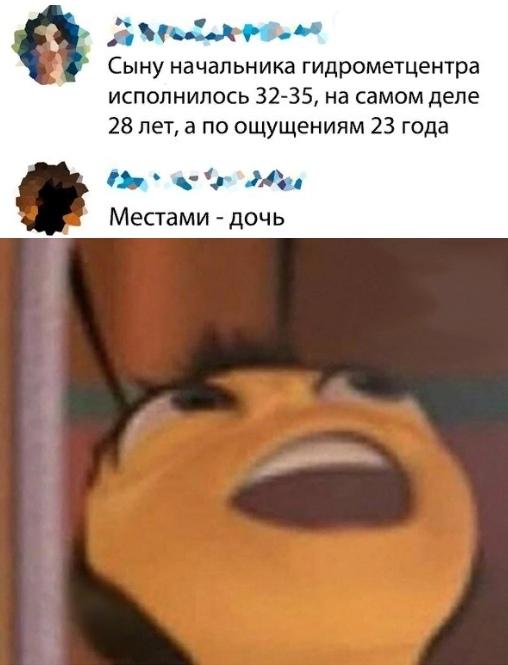 Сыну начальника гидрометцентра
исполнилось 32-35, на самом деле
28 лет, а по ощущениям 23 года
Местами - дочь